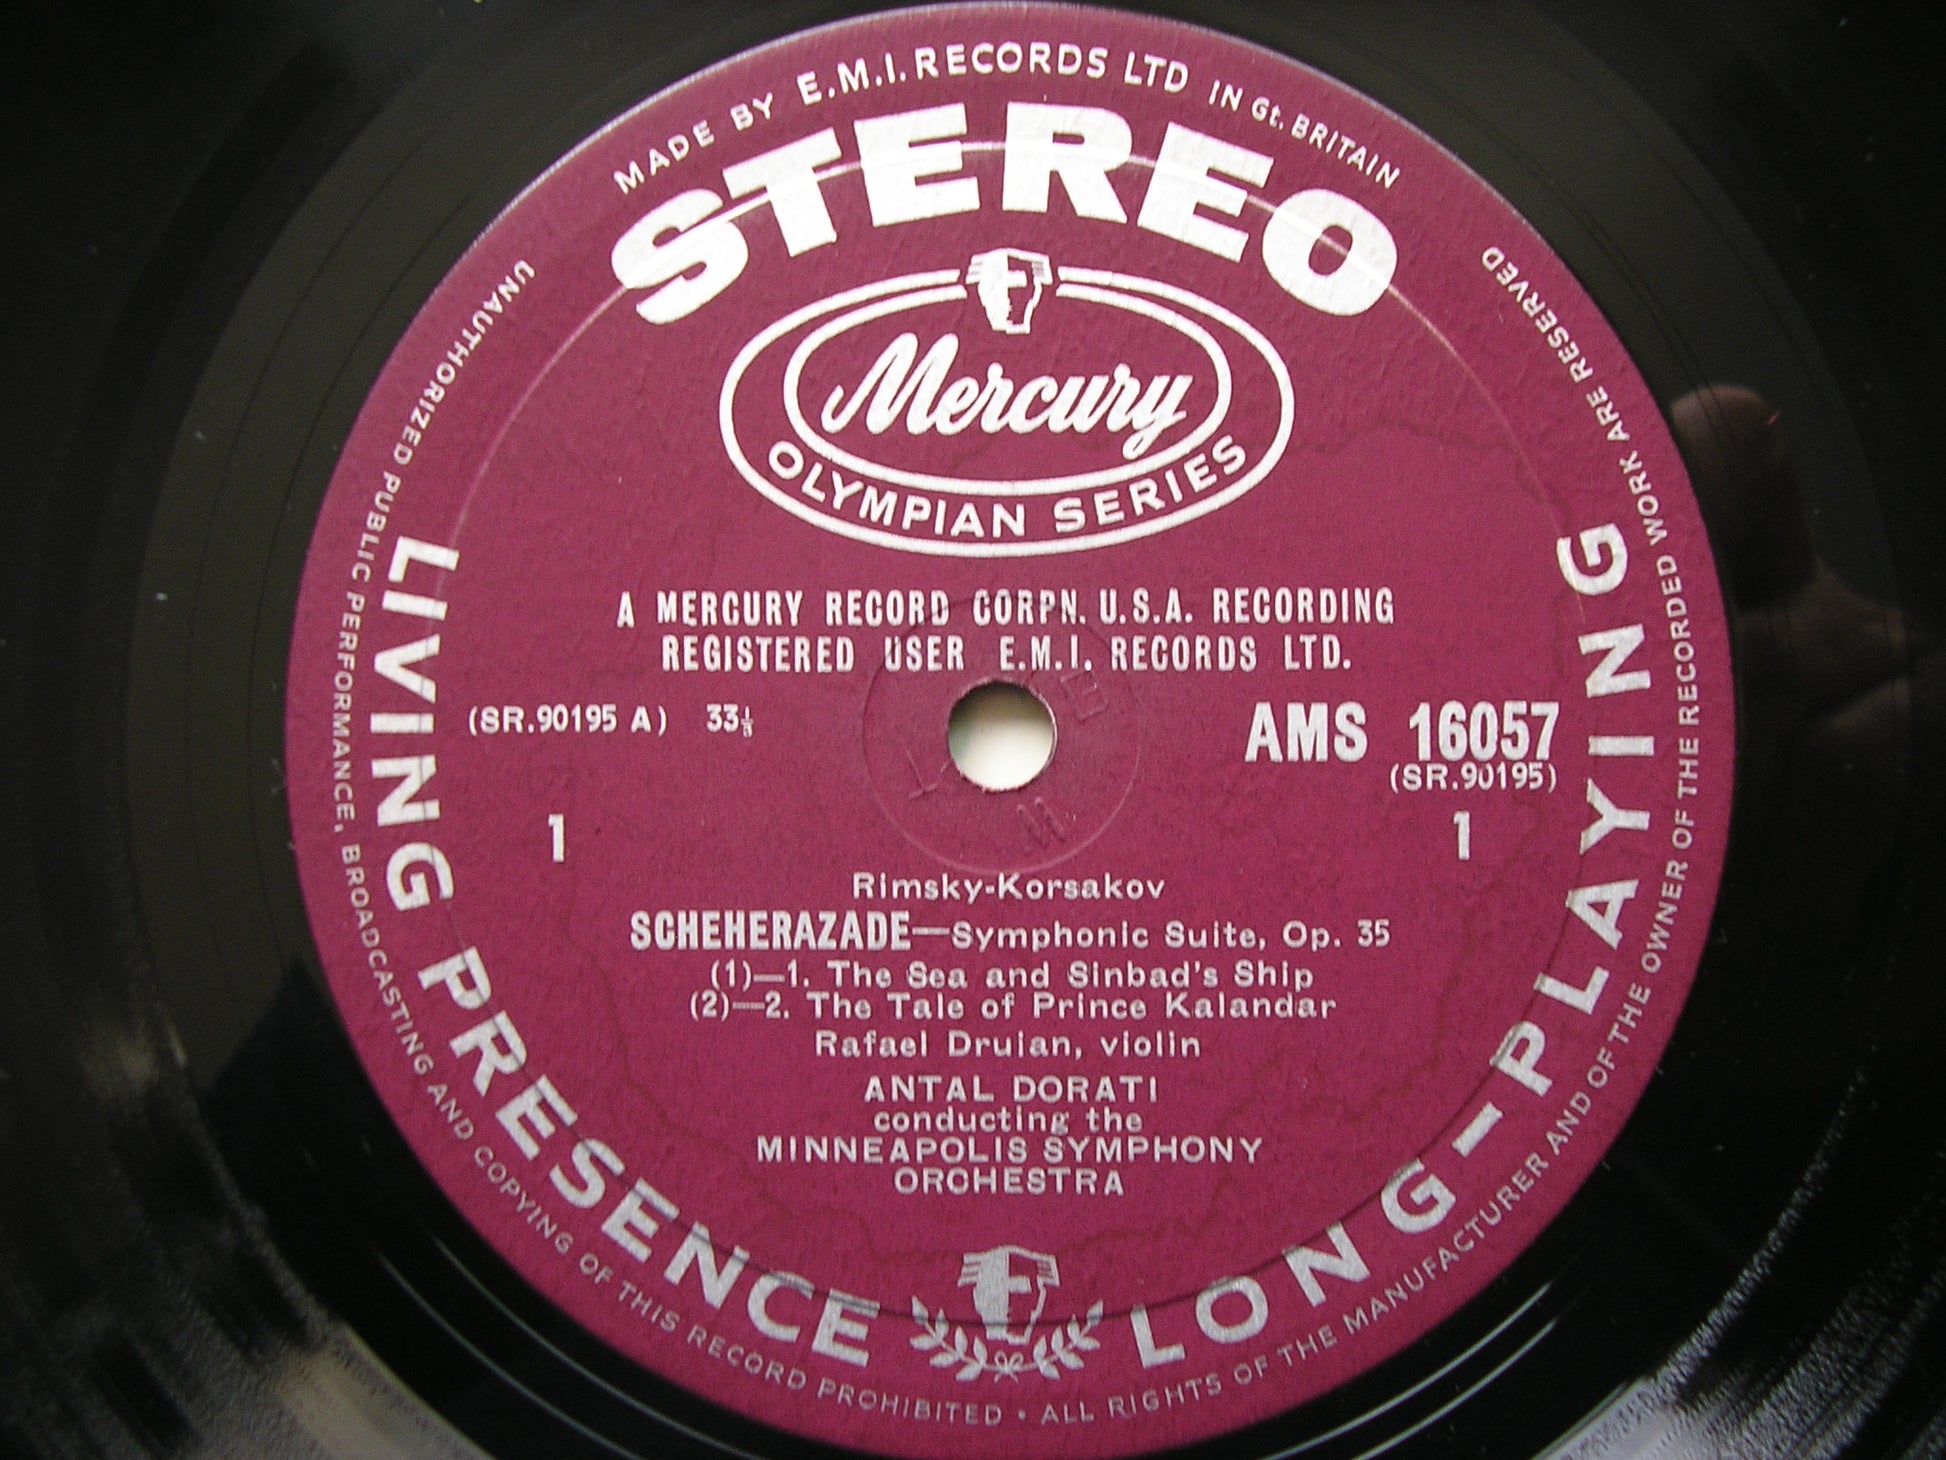 MADE BY E.M.I. RECORDS LTD IN Gt. BRITAIN
STEREO
Mercury
OLYMPIAN SERIES
A MERCURY RECORD CORPN. U.S.A. RECORDING
REGISTERED USER E.M.I. RECORDS LTD.
(SR.90195 A) 33⅓
AMS 16057
(SR.90195)
1
1
Rimsky-Korsakov
SCHEHERAZADE—Symphonic Suite, Op. 35
(1)—1. The Sea and Sinbad's Ship
(2)—2. The Tale of Prince Kalandar
Rafael Druian, violin
ANTAL DORATI
conducting the
MINNEAPOLIS SYMPHONY
ORCHESTRA
LIVING PRESENCE
LONG-PLAYING
UNAUTHORIZED PUBLIC PERFORMANCE, BROADCASTING AND COPYING OF THIS RECORD PROHIBITED • ALL RIGHTS OF THE MANUFACTURER AND OF THE OWNER OF THE RECORDED WORK ARE RESERVED